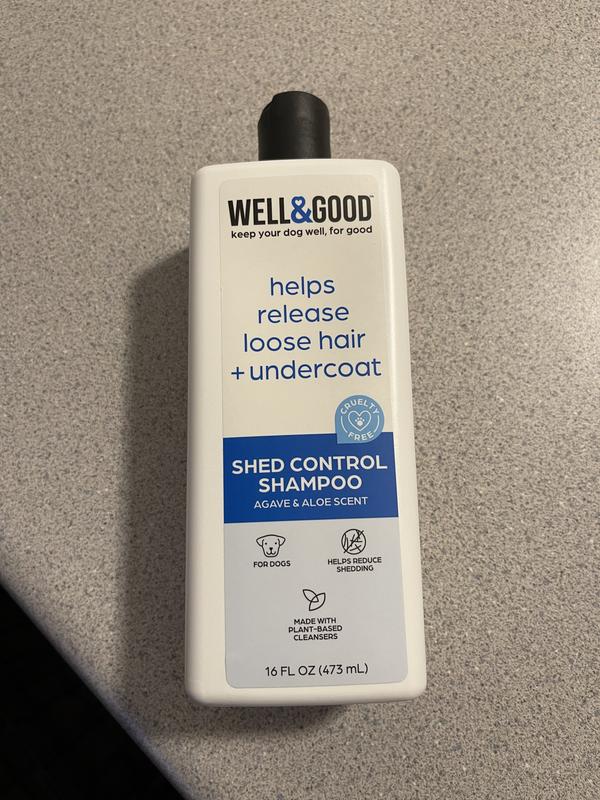 WELL&GOOD™
keep your dog well, for good
helps
release
loose hair
+undercoat
CRUELTY
FREE
SHED CONTROL
SHAMPOO
AGAVE & ALOE SCENT
FOR DOGS
HELPS REDUCE
SHEDDING
MADE WITH
PLANT-BASED
CLEANSERS
16 FL OZ (473 mL)